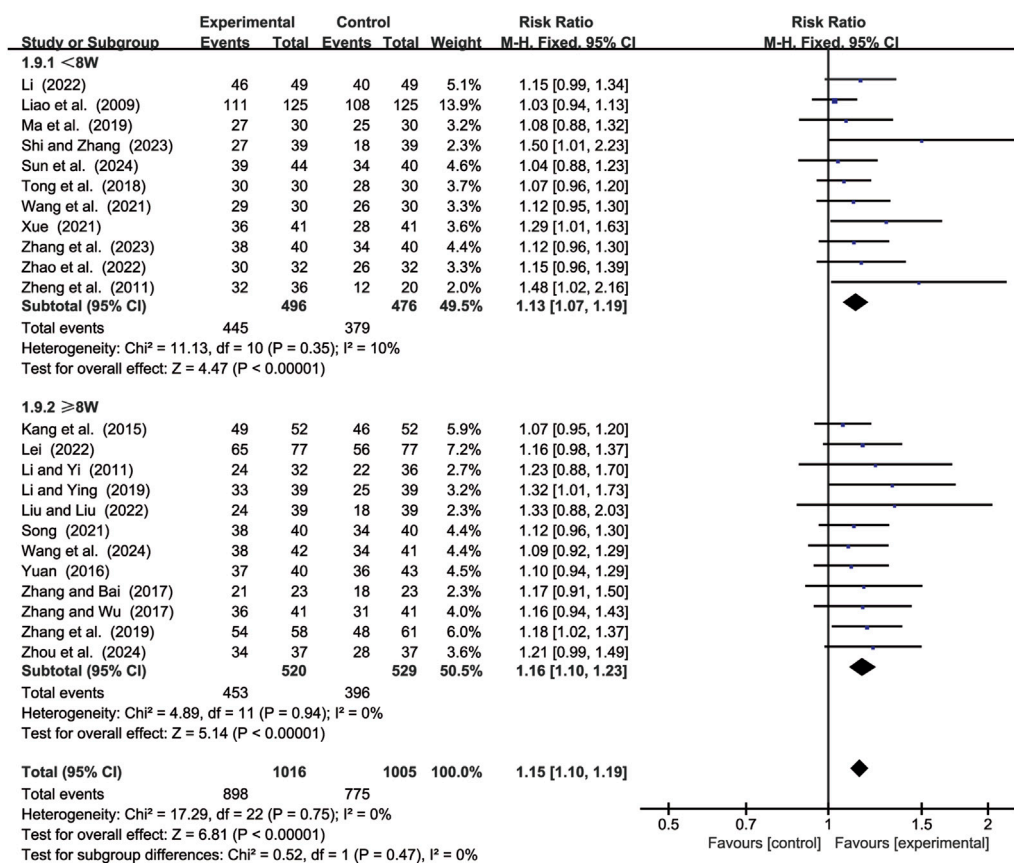 Experimental Control Risk Ratio Risk Ratio
Study or Subgroup Events Total Events Total Weight M-H. Fixed. 95% CI M-H. Fixed. 95% CI
1.9.1 <8W
Li (2022) 46 49 40 49 5.1% 1.15 [0.99, 1.34]
Liao et al. (2009) 111 125 108 125 13.9% 1.03 [0.94, 1.13]
Ma et al. (2019) 27 30 25 30 3.2% 1.08 [0.88, 1.32]
Shi and Zhang (2023) 27 39 18 39 2.3% 1.50 [1.01, 2.23]
Sun et al. (2024) 39 44 34 40 4.6% 1.04 [0.88, 1.23]
Tong et al. (2018) 30 30 28 30 3.7% 1.07 [0.96, 1.20]
Wang et al. (2021) 29 30 26 30 3.3% 1.12 [0.95, 1.30]
Xue (2021) 36 41 28 41 3.6% 1.29 [1.01, 1.63]
Zhang et al. (2023) 38 40 34 40 4.4% 1.12 [0.96, 1.30]
Zhao et al. (2022) 30 32 26 32 3.3% 1.15 [0.96, 1.39]
Zheng et al. (2011) 32 36 12 20 2.0% 1.48 [1.02, 2.16]
Subtotal (95% CI) 496 476 49.5% 1.13 [1.07, 1.19]
Total events 445 379
Heterogeneity: Chi² = 11.13, df = 10 (P = 0.35); I² = 10%
Test for overall effect: Z = 4.47 (P < 0.00001)
1.9.2 ≥8W
Kang et al. (2015) 49 52 46 52 5.9% 1.07 [0.95, 1.20]
Lei (2022) 65 77 56 77 7.2% 1.16 [0.98, 1.37]
Li and Yi (2011) 24 32 22 36 2.7% 1.23 [0.88, 1.70]
Li and Ying (2019) 33 39 25 39 3.2% 1.32 [1.01, 1.73]
Liu and Liu (2022) 24 39 18 39 2.3% 1.33 [0.88, 2.03]
Song (2021) 38 40 34 40 4.4% 1.12 [0.96, 1.30]
Wang et al. (2024) 38 42 34 41 4.4% 1.09 [0.92, 1.29]
Yuan (2016) 37 40 36 43 4.5% 1.10 [0.94, 1.29]
Zhang and Bai (2017) 21 23 18 23 2.3% 1.17 [0.91, 1.50]
Zhang and Wu (2017) 36 41 31 41 4.0% 1.16 [0.94, 1.43]
Zhang et al. (2019) 54 58 48 61 6.0% 1.18 [1.02, 1.37]
Zhou et al. (2024) 34 37 28 37 3.6% 1.21 [0.99, 1.49]
Subtotal (95% CI) 520 529 50.5% 1.16 [1.10, 1.23]
Total events 453 396
Heterogeneity: Chi² = 4.89, df = 11 (P = 0.94); I² = 0%
Test for overall effect: Z = 5.14 (P < 0.00001)
Total (95% CI) 1016 1005 100.0% 1.15 [1.10, 1.19]
Total events 898 775
Heterogeneity: Chi² = 17.29, df = 22 (P = 0.75); I² = 0%
Test for overall effect: Z = 6.81 (P < 0.00001)
Test for subgroup differences: Chi² = 0.52, df = 1 (P = 0.47), I² = 0%
0.5 0.7 1 1.5 2
Favours [control] Favours [experimental]